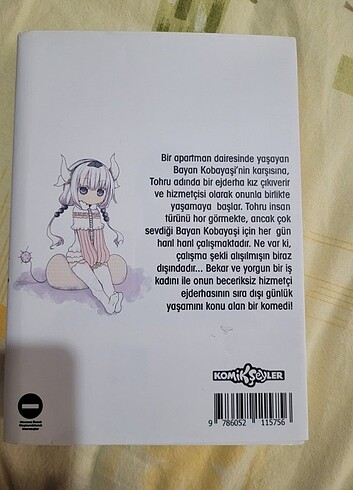 Bir apartman dairesinde yaşayan
Bayan Kobayaşi'nin karşısına,
Tohru adında bir ejderha kız çıkıverir
ve hizmetçisi olarak onunla birlikte
yaşamaya başlar. Tohru insan
türünü hor görmekte, ancak çok
sevdiği Bayan Kobayaşi için her gün
harıl harıl çalışmaktadır. Ne var ki,
çalışma şekli alışılmışın biraz
dışındadır... Bekar ve yorgun bir iş
kadını ile onun beceriksiz hizmetçi
ejderhasının sıra dışı günlük
yaşamını konu alan bir komedi!
KOMİKŞEYLER
9 786052 115756